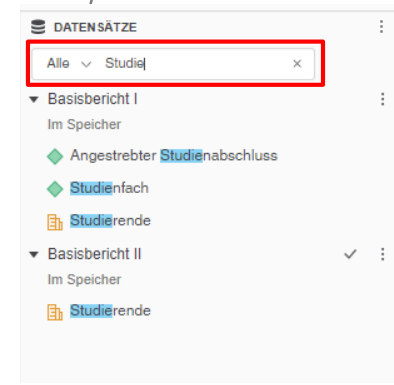 DATENSÄTZE
Alle Studie
Basisbericht I
Im Speicher
Angestrebter Studienabschluss
Studienfach
Studierende
Basisbericht II
Im Speicher
Studierende